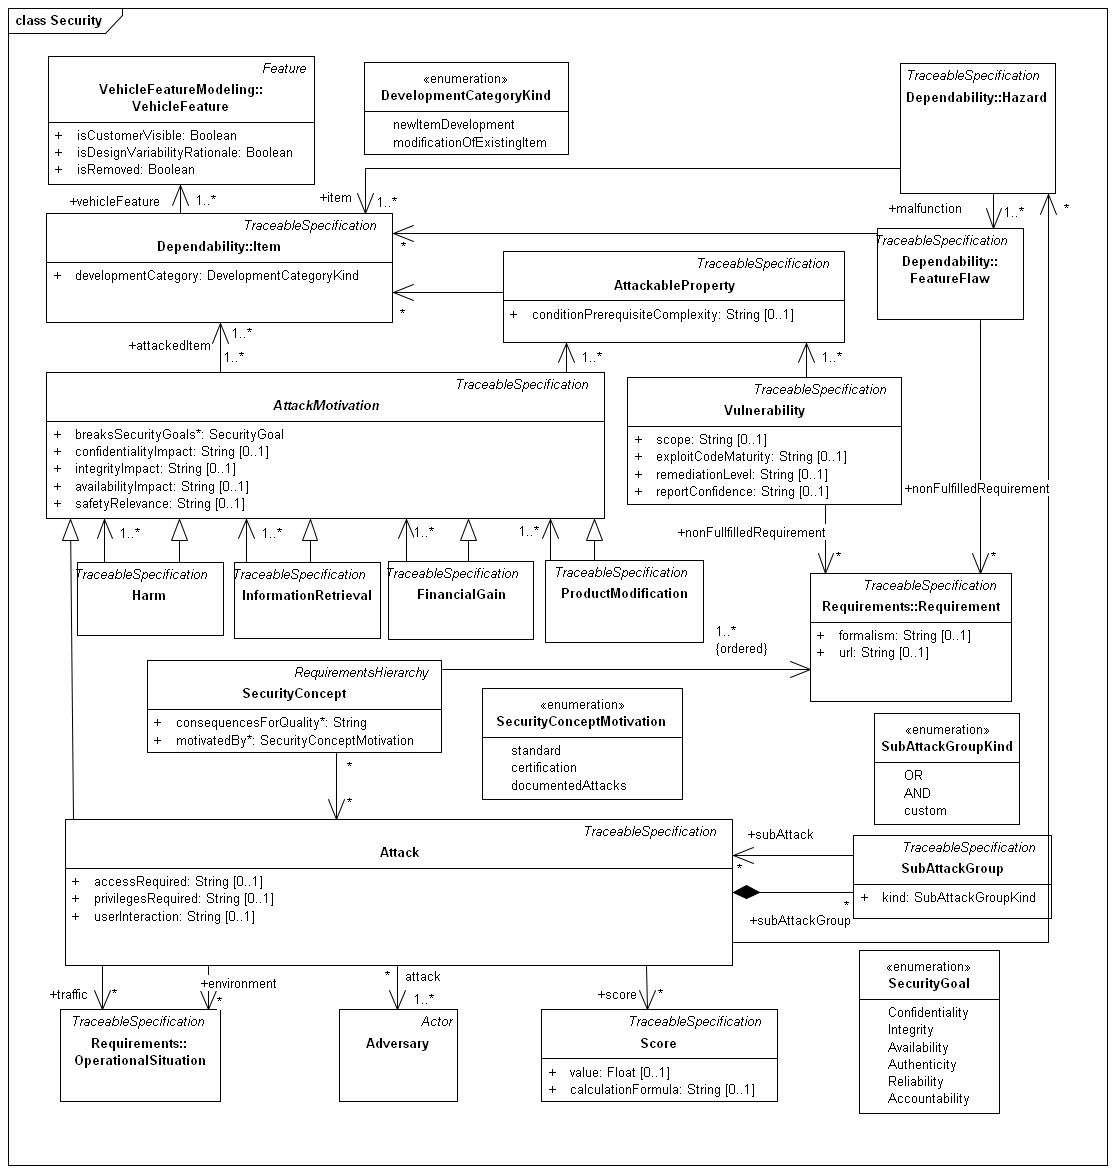 class Security
Feature
VehicleFeatureModeling::
VehicleFeature
+ isCustomerVisible: Boolean
+ isDesignVariabilityRationale: Boolean
+ isRemoved: Boolean
«enumeration»
DevelopmentCategoryKind
newItemDevelopment
modificationOfExistingItem
TraceableSpecification
Dependability::Hazard
+vehicleFeature
1..*
+item
1..*
+malfunction
1..*
*
TraceableSpecification
Dependability::Item
+ developmentCategory: DevelopmentCategoryKind
*
*
TraceableSpecification
AttackableProperty
+ conditionPrerequisiteComplexity: String [0..1]
TraceableSpecification
Dependability::
FeatureFlaw
+attackedItem
1..*
1..*
1..*
1..*
TraceableSpecification
AttackMotivation
+ breaksSecurityGoals*: SecurityGoal
+ confidentialityImpact: String [0..1]
+ integrityImpact: String [0..1]
+ availabilityImpact: String [0..1]
+ safetyRelevance: String [0..1]
TraceableSpecification
Vulnerability
+ scope: String [0..1]
+ exploitCodeMaturity: String [0..1]
+ remediationLevel: String [0..1]
+ reportConfidence: String [0..1]
+nonFulfilledRequirement
*
+nonFullfilledRequirement
*
1..*
1..*
1..*
1..*
TraceableSpecification
Harm
TraceableSpecification
InformationRetrieval
TraceableSpecification
FinancialGain
TraceableSpecification
ProductModification
TraceableSpecification
Requirements::Requirement
+ formalism: String [0..1]
+ url: String [0..1]
1..*
{ordered}
RequirementsHierarchy
SecurityConcept
+ consequencesForQuality*: String
+ motivatedBy*: SecurityConceptMotivation
«enumeration»
SecurityConceptMotivation
standard
certification
documentedAttacks
«enumeration»
SubAttackGroupKind
OR
AND
custom
*
*
TraceableSpecification
Attack
+ accessRequired: String [0..1]
+ privilegesRequired: String [0..1]
+ userInteraction: String [0..1]
+subAttack
*
TraceableSpecification
SubAttackGroup
+ kind: SubAttackGroupKind
*
+subAttackGroup
+traffic
*
+environment
*
*
attack
1..*
+score
*
TraceableSpecification
Requirements::
OperationalSituation
Actor
Adversary
TraceableSpecification
Score
+ value: Float [0..1]
+ calculationFormula: String [0..1]
«enumeration»
SecurityGoal
Confidentiality
Integrity
Availability
Authenticity
Reliability
Accountability